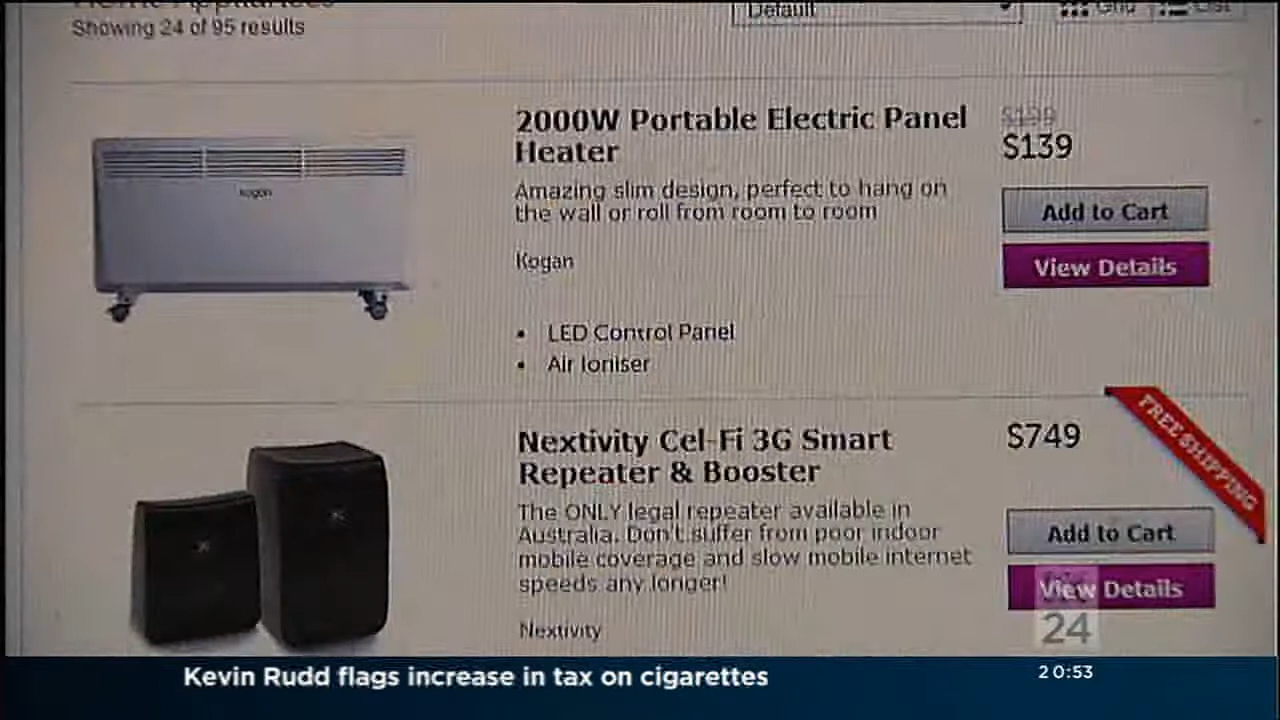 Home Appliances
Showing 24 of 95 results
Default
Grid
List
2000W Portable Electric Panel
Heater
$199
$139
Amazing slim design, perfect to hang on
the wall or roll from room to room
Add to Cart
View Details
Kogan
kogan
• LED Control Panel
• Air Ioniser
FREE SHIPPING
Nextivity Cel-Fi 3G Smart
Repeater & Booster
$749
The ONLY legal repeater available in
Australia. Don't suffer from poor indoor
mobile coverage and slow mobile internet
speeds any longer!
Add to Cart
View Details
Nextivity
24
Kevin Rudd flags increase in tax on cigarettes
20:53